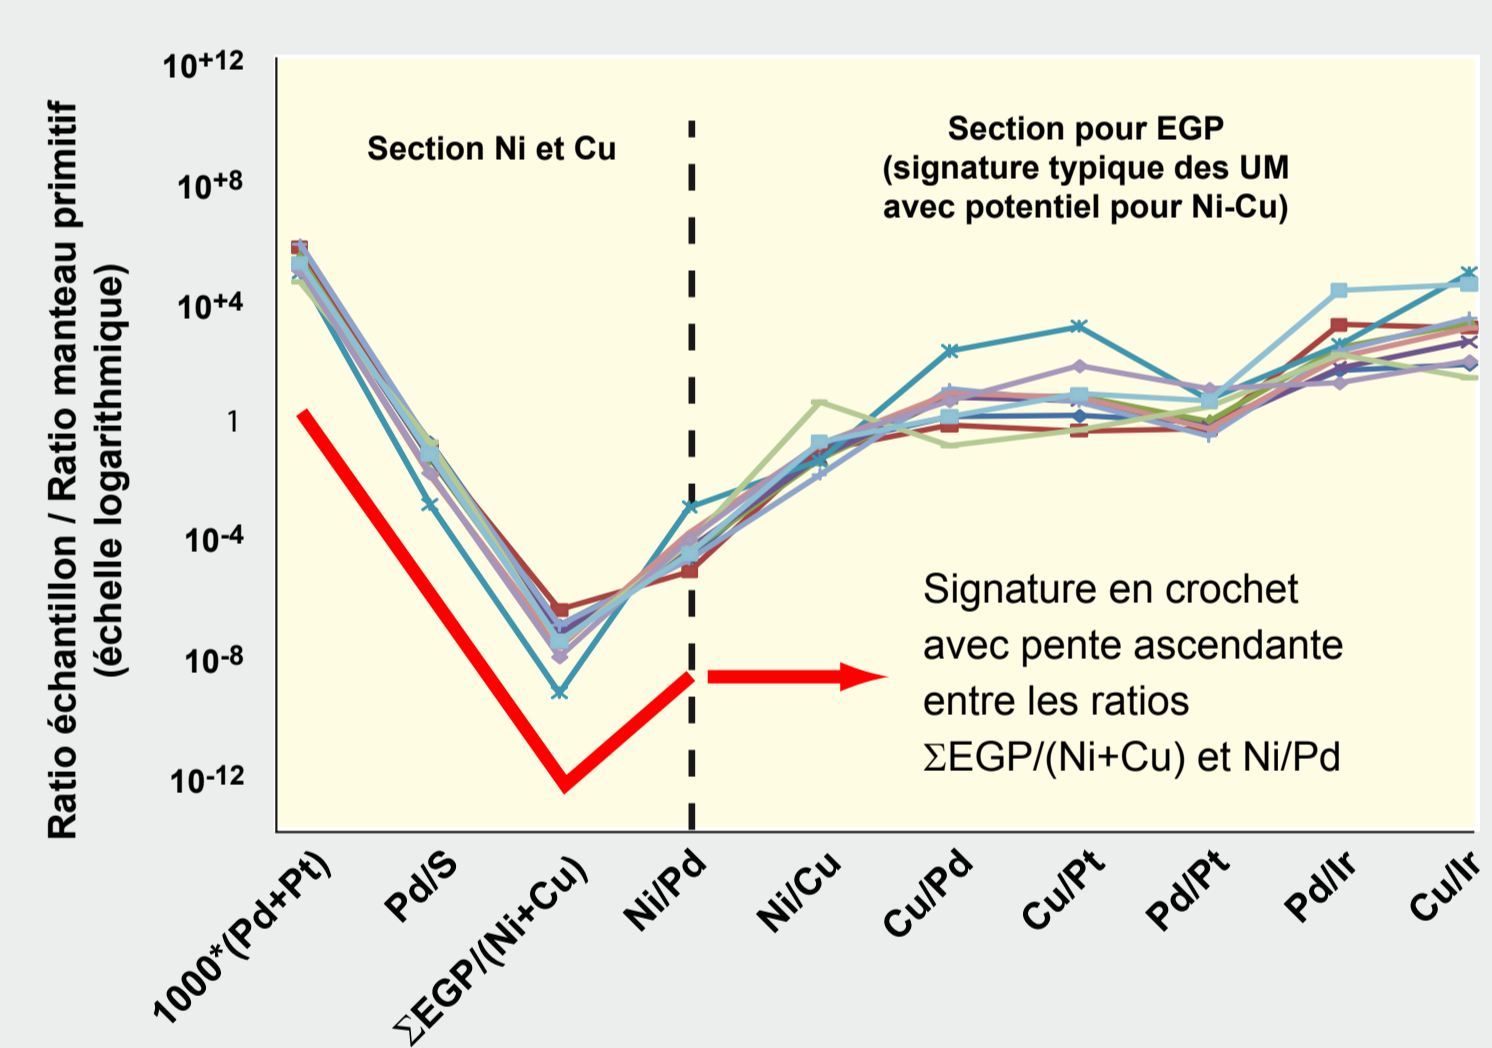 Ratio échantillon / Ratio manteau primitif
(échelle logarithmique)
10+12
10+8
10+4
1
10-4
10-8
10-12
Section Ni et Cu
Section pour EGP
(signature typique des UM
avec potentiel pour Ni-Cu)
Signature en crochet
avec pente ascendante
entre les ratios
ΣEGP/(Ni+Cu) et Ni/Pd
1000*(Pd+Pt)
Pd/S
ΣEGP/(Ni+Cu)
Ni/Pd
Ni/Cu
Cu/Pd
Cu/Pt
Pd/Pt
Pd/Ir
Cu/Ir